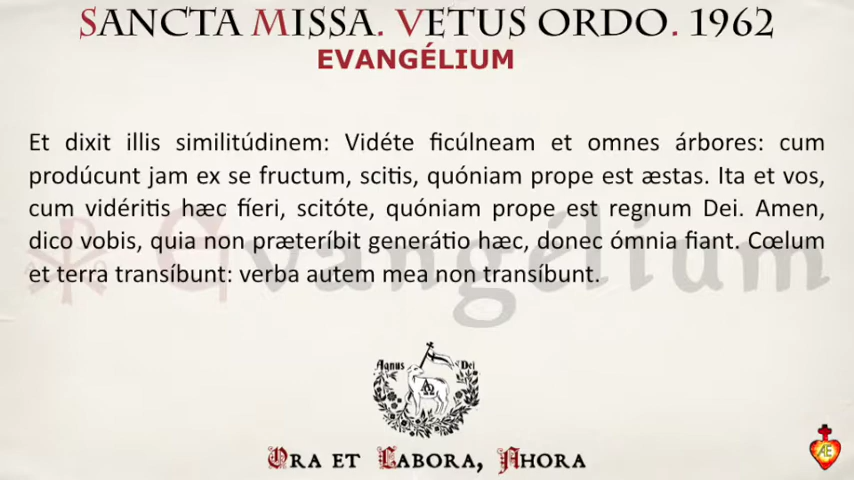 SANCTA MISSA. VETUS ORDO. 1962
EVANGÉLIUM
Et dixit illis similitúdinem: Vidéte ficúlneam et omnes árbores: cum
prodúcunt jam ex se fructum, scitis, quóniam prope est æstas. Ita et vos,
cum vidéritis hæc fíeri, scitóte, quóniam prope est regnum Dei. Amen,
dico vobis, quia non præteríbit generátio hæc, donec ómnia fiant. Cœlum
et terra transíbunt: verba autem mea non transíbunt.
Evangélium
Agnus Dei
ORA ET LABORA, AHORA
AE